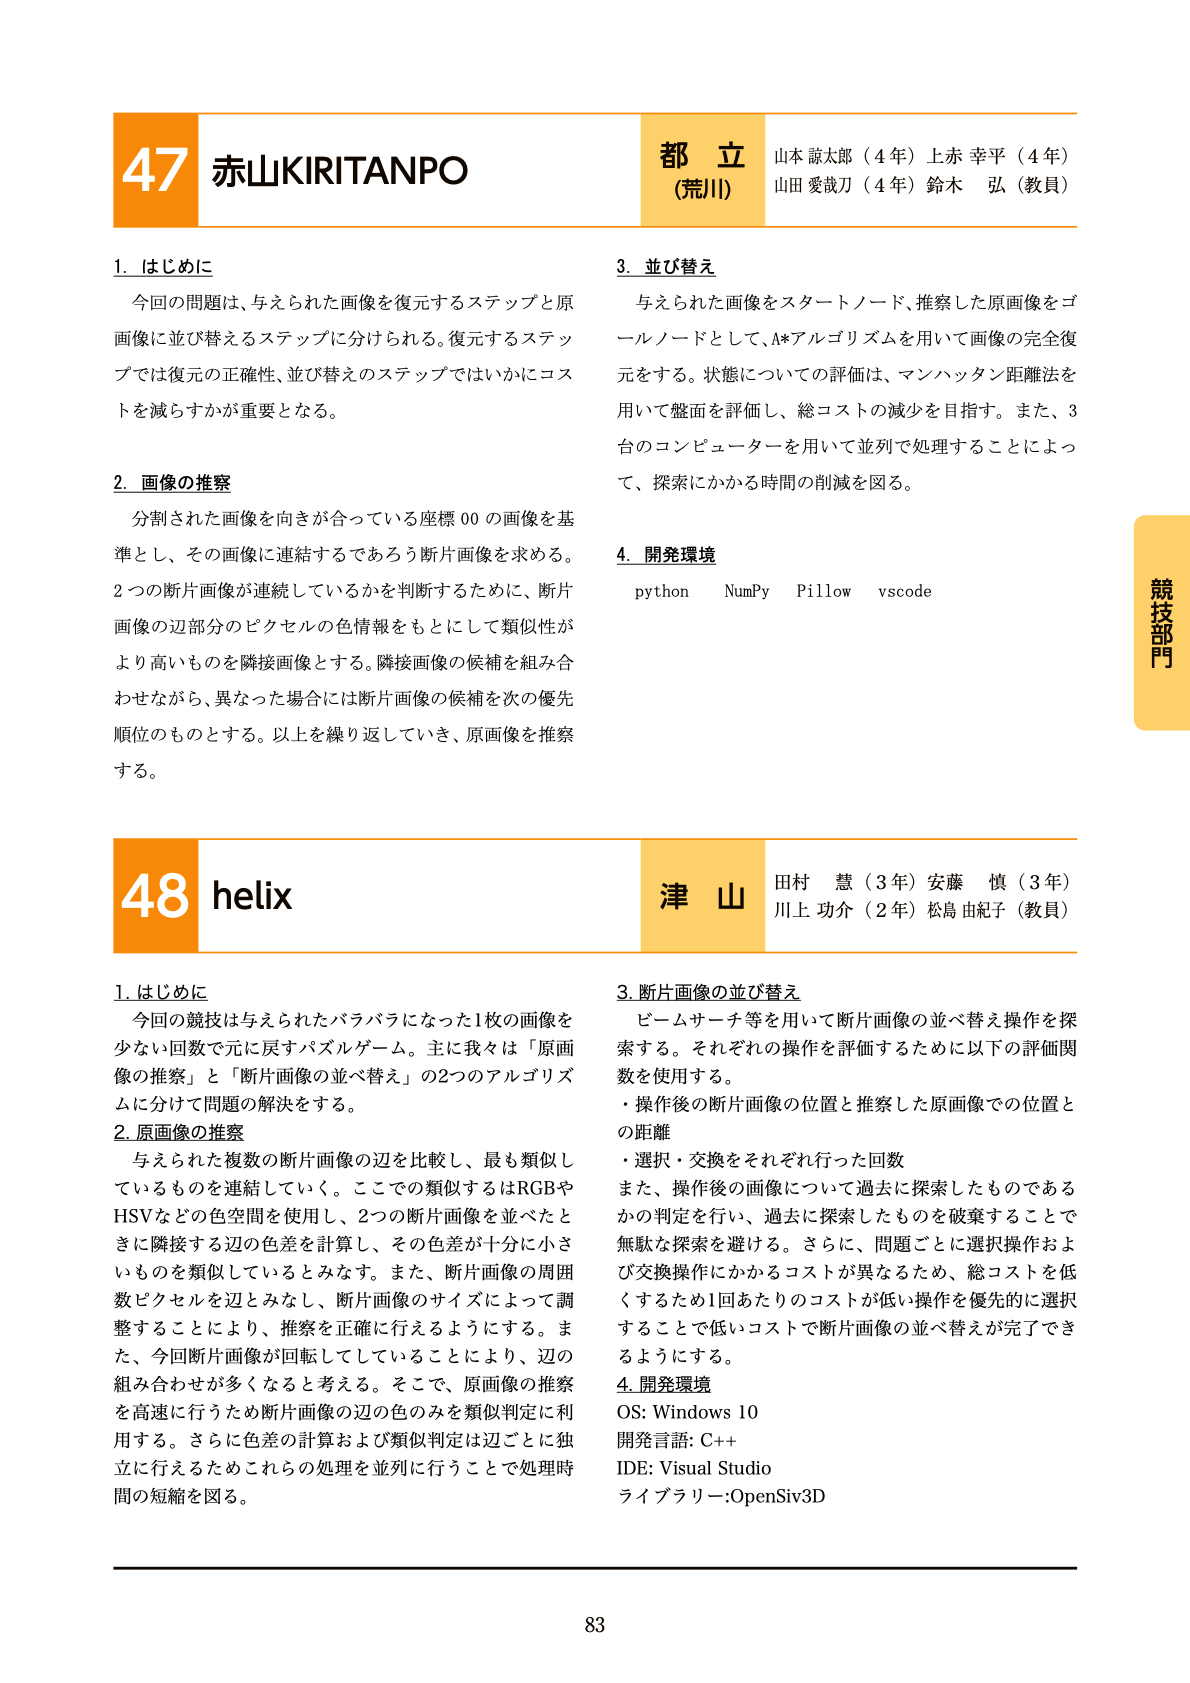 47 赤山KIRITANPO
都 立
(荒川)
山本 諒太郎（４年）上赤 幸平（４年）
山田 愛哉刀（４年）鈴木　弘（教員）
1. はじめに
今回の問題は、与えられた画像を復元するステップと原
画像に並び替えるステップに分けられる。復元するステッ
プでは復元の正確性、並び替えのステップではいかにコス
トを減らすかが重要となる。
2. 画像の推察
分割された画像を向きが合っている座標 00 の画像を基
準とし、その画像に連結するであろう断片画像を求める。
2 つの断片画像が連続しているかを判断するために、断片
画像の辺部分のピクセルの色情報をもとにして類似性が
より高いものを隣接画像とする。隣接画像の候補を組み合
わせながら、異なった場合には断片画像の候補を次の優先
順位のものとする。以上を繰り返していき、原画像を推察
する。
3. 並び替え
与えられた画像をスタートノード、推察した原画像をゴ
ールノードとして、A*アルゴリズムを用いて画像の完全復
元をする。状態についての評価は、マンハッタン距離法を
用いて盤面を評価し、総コストの減少を目指す。また、3
台のコンピューターを用いて並列で処理することによっ
て、探索にかかる時間の削減を図る。
4. 開発環境
python　NumPy　Pillow　vscode
競技部門
48 helix
津 山
田村　慧（３年）安藤　慎（３年）
川上 功介（２年）松島 由紀子（教員）
1. はじめに
今回の競技は与えられたバラバラになった1枚の画像を
少ない回数で元に戻すパズルゲーム。主に我々は「原画
像の推察」と「断片画像の並べ替え」の2つのアルゴリズ
ムに分けて問題の解決をする。
2. 原画像の推察
与えられた複数の断片画像の辺を比較し、最も類似し
ているものを連結していく。ここでの類似するはRGBや
HSVなどの色空間を使用し、2つの断片画像を並べたと
きに隣接する辺の色差を計算し、その色差が十分に小さ
いものを類似しているとみなす。また、断片画像の周囲
数ピクセルを辺とみなし、断片画像のサイズによって調
整することにより、推察を正確に行えるようにする。ま
た、今回断片画像が回転してしていることにより、辺の
組み合わせが多くなると考える。そこで、原画像の推察
を高速に行うため断片画像の辺の色のみを類似判定に利
用する。さらに色差の計算および類似判定は辺ごとに独
立に行えるためこれらの処理を並列に行うことで処理時
間の短縮を図る。
3. 断片画像の並び替え
ビームサーチ等を用いて断片画像の並べ替え操作を探
索する。それぞれの操作を評価するために以下の評価関
数を使用する。
・操作後の断片画像の位置と推察した原画像での位置と
の距離
・選択・交換をそれぞれ行った回数
また、操作後の画像について過去に探索したものである
かの判定を行い、過去に探索したものを破棄することで
無駄な探索を避ける。さらに、問題ごとに選択操作およ
び交換操作にかかるコストが異なるため、総コストを低
くするため1回あたりのコストが低い操作を優先的に選択
することで低いコストで断片画像の並べ替えが完了でき
るようにする。
4. 開発環境
OS: Windows 10
開発言語: C++
IDE: Visual Studio
ライブラリー:OpenSiv3D
83